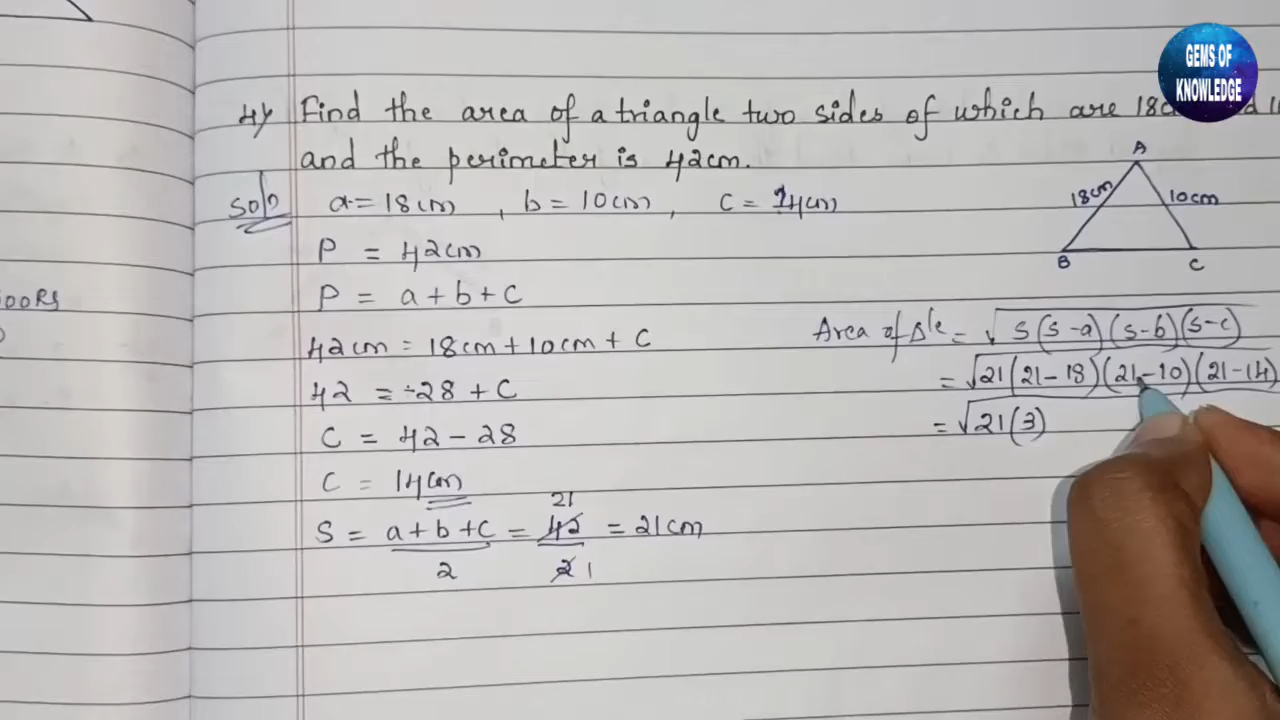 GEMS OF
KNOWLEDGE
4) Find the area of a triangle two sides of which are 18c
and the perimeter is 42cm.
Soln a = 18cm , b = 10cm , c = 14cm
P = 42cm
P = a+b+c
42cm = 18cm+10cm + c
42 = 28 + c
c = 42 - 28
c = 14cm
S = a+b+c / 2 = 42 / 2 = 21cm
21
1
A
18cm
10cm
B
C
Area of Δle = √s(s-a)(s-b)(s-c)
= √21(21-18)(21-10)(21-14)
= √21(3)
00RS